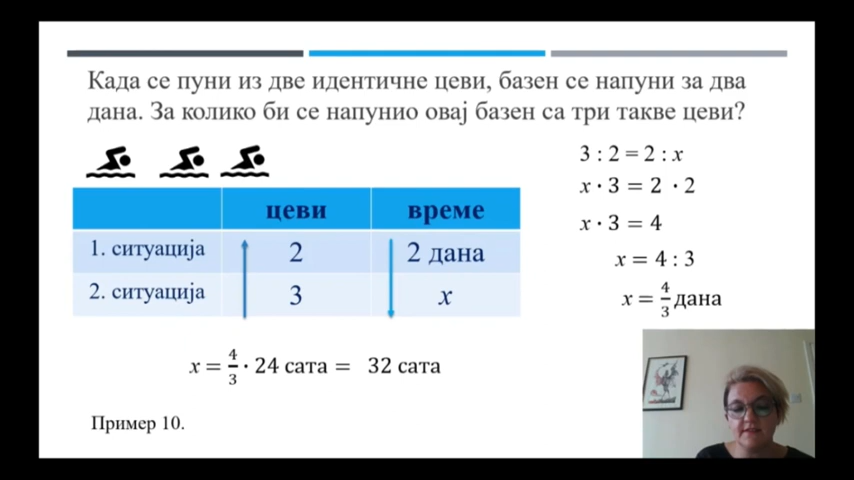 Када се пуни из две идентичне цеви, базен се напуни за два
дана. За колико би се напунио овај базен са три такве цеви?
цеви време
1. ситуација 2 2 дана
2. ситуација 3 x
3 : 2 = 2 : x
x · 3 = 2 · 2
x · 3 = 4
x = 4 : 3
x = 4/3 дана
x = 4/3 · 24 сата = 32 сата
Пример 10.